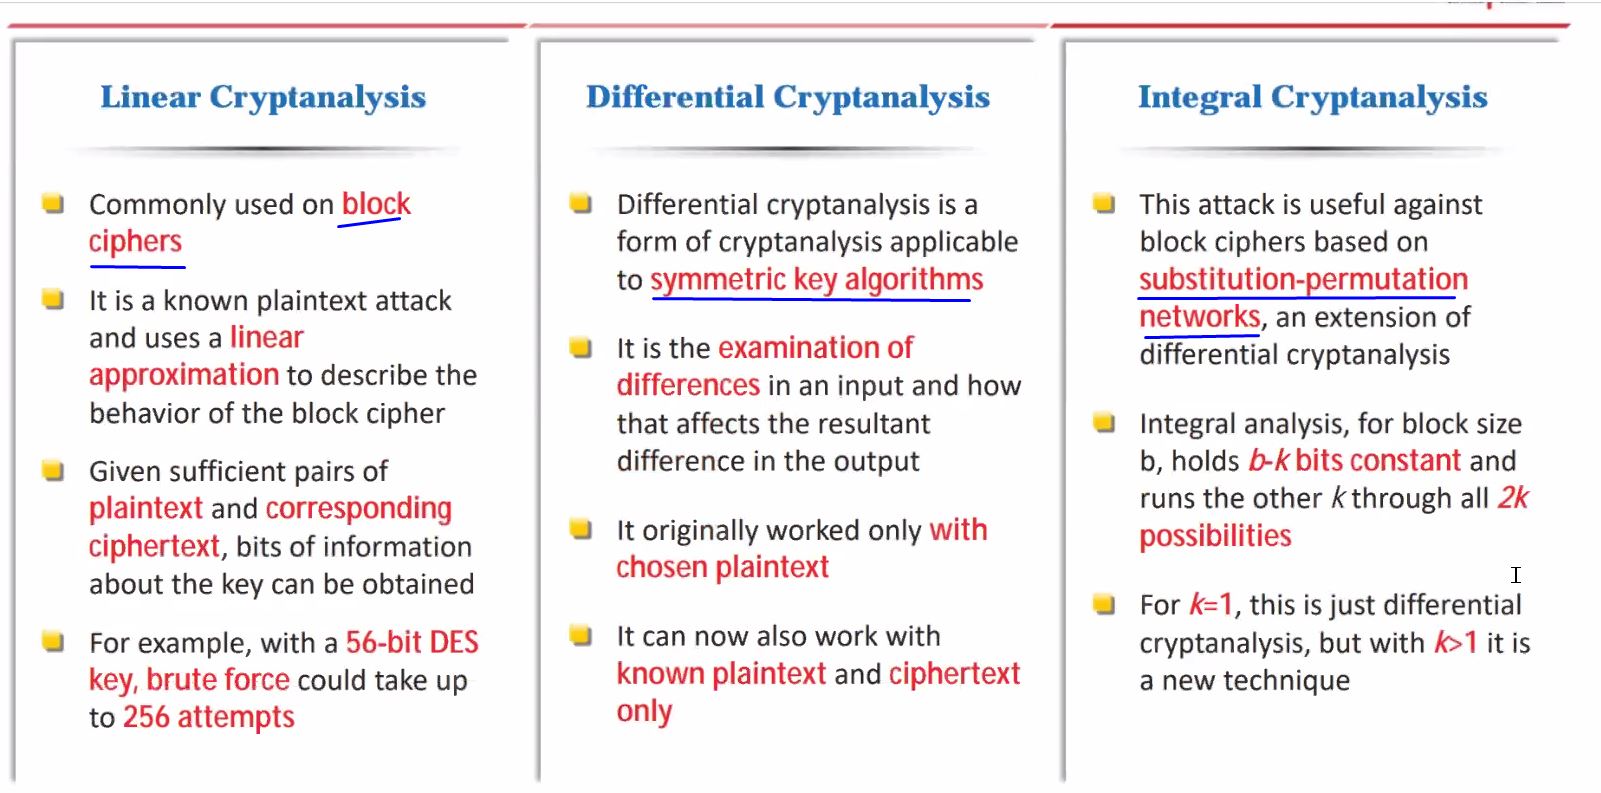 Linear Cryptanalysis
Commonly used on block
ciphers
It is a known plaintext attack
and uses a linear
approximation to describe the
behavior of the block cipher
Given sufficient pairs of
plaintext and corresponding
ciphertext, bits of information
about the key can be obtained
For example, with a 56-bit DES
key, brute force could take up
to 256 attempts
Differential Cryptanalysis
Differential cryptanalysis is a
form of cryptanalysis applicable
to symmetric key algorithms
It is the examination of
differences in an input and how
that affects the resultant
difference in the output
It originally worked only with
chosen plaintext
It can now also work with
known plaintext and ciphertext
only
Integral Cryptanalysis
This attack is useful against
block ciphers based on
substitution-permutation
networks, an extension of
differential cryptanalysis
Integral analysis, for block size
b, holds b-k bits constant and
runs the other k through all 2k
possibilities
For k=1, this is just differential
cryptanalysis, but with k>1 it is
a new technique